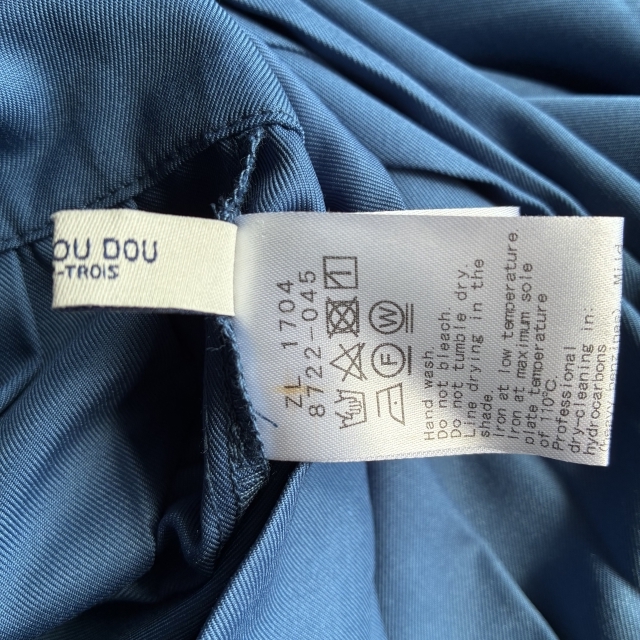 OU DOU
-TROIS
ZL 1704
8722-045
Hand wash.
Do not bleach.
Do not tumble dry.
Line drying in the
shade.
Iron at low temperature.
Iron at maximum sole
plate temperature
of 110°C.
Professional
dry-cleaning in:
Hydrocarbons